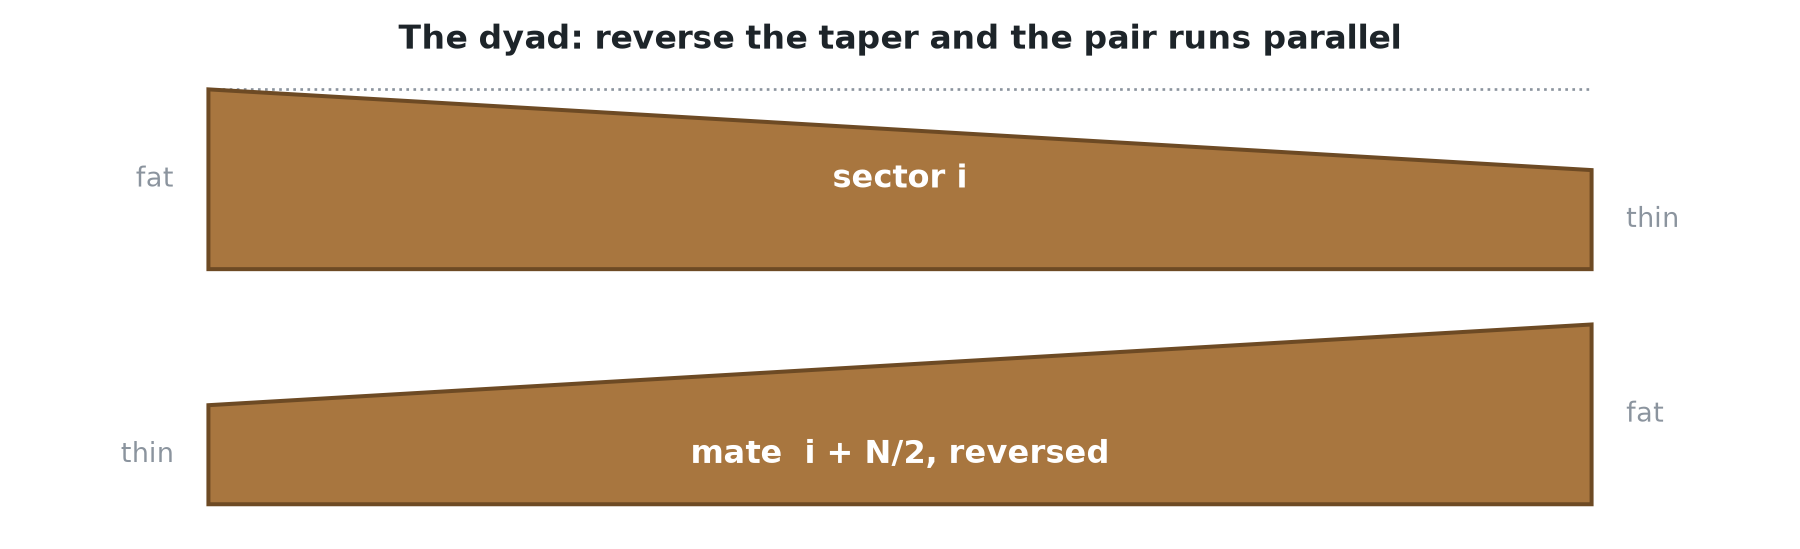 The dyad: reverse the taper and the pair runs parallel
fat
sector i
thin
fat
thin
mate  i + N/2, reversed